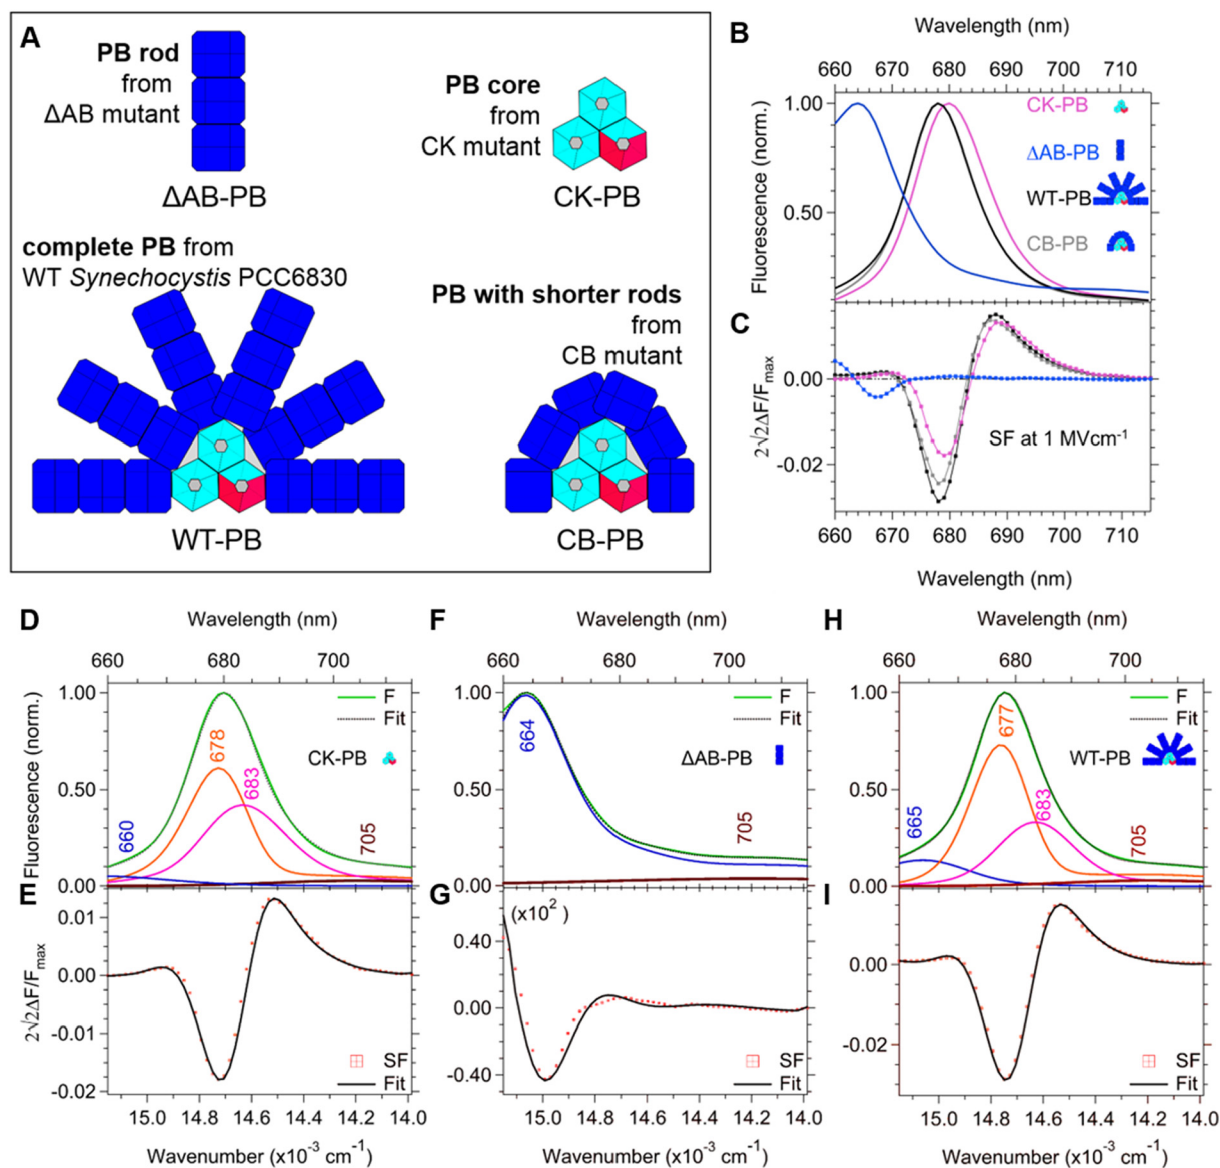 A
PB rod
from
ΔAB mutant
ΔAB-PB
PB core
from
CK mutant
CK-PB
complete PB from
WT Synechocystis PCC6830
WT-PB
PB with shorter rods
from
CB mutant
CB-PB
B
Wavelength (nm)
660 670 680 690 700 710
Fluorescence (norm.)
1.00
0.50
CK-PB
ΔAB-PB
WT-PB
CB-PB
C
2√2ΔF/Fmax
0.00
-0.02
SF at 1 MVcm-1
660 670 680 690 700 710
Wavelength (nm)
D
Wavelength (nm)
660 680 700
Fluorescence (norm.)
1.00
0.50
0.00
F
Fit
CK-PB
660
678
683
705
E
2√2ΔF/Fmax
0.01
0.00
-0.01
-0.02
SF
Fit
15.0 14.8 14.6 14.4 14.2 14.0
Wavenumber (x10-3 cm-1)
F
Wavelength (nm)
660 680 700
1.00
0.50
0.00
F
Fit
ΔAB-PB
664
705
G
(x102 )
0.40
0.00
-0.40
SF
Fit
15.0 14.8 14.6 14.4 14.2 14.0
Wavenumber (x10-3 cm-1)
H
Wavelength (nm)
660 680 700
1.00
0.50
0.00
F
Fit
WT-PB
665
677
683
705
I
0.00
-0.02
SF
Fit
15.0 14.8 14.6 14.4 14.2 14.0
Wavenumber (x10-3 cm-1)